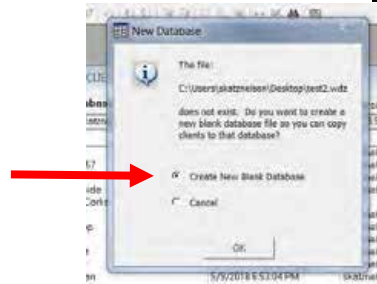 New Database
The file:
C:\Users\skatznelson\Desktop\test2.wdz
does not exist. Do you want to create a
new blank database file so you can copy
clients to that database?
Create New Blank Database
Cancel
OK
5/9/2018 6:53:04 PM